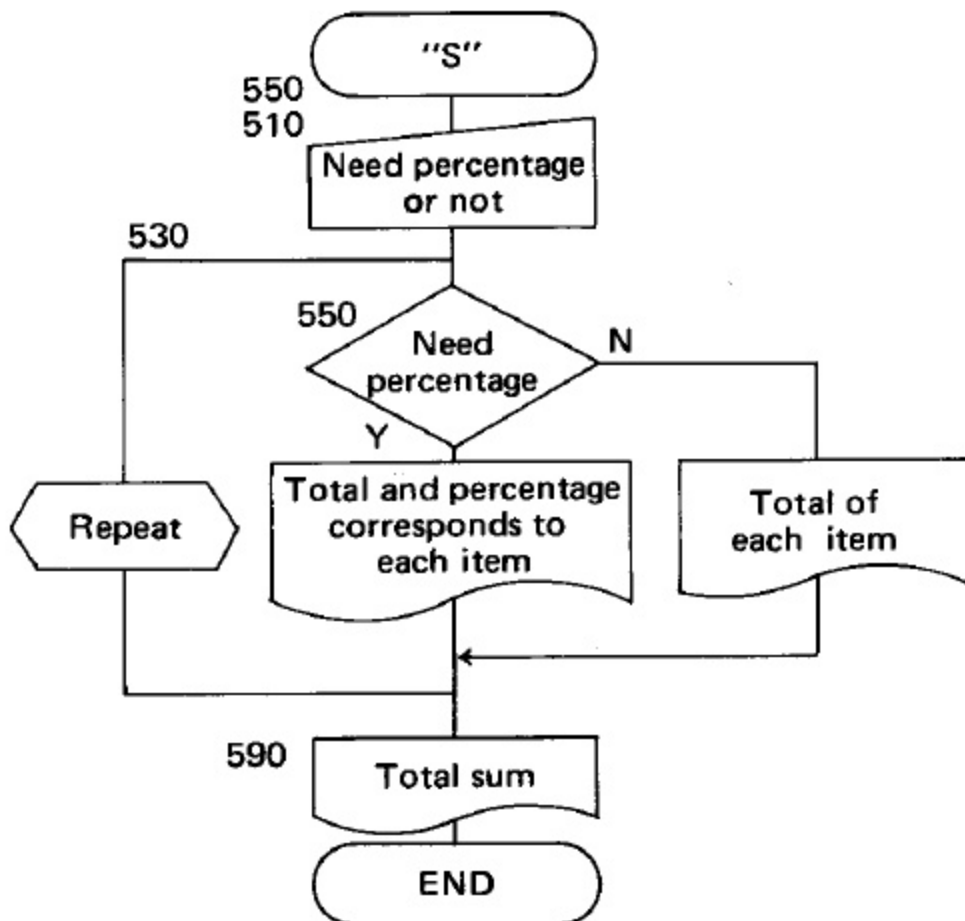 "S"
550
510
Need percentage
or not
530
550
Need
percentage
N
Y
Total and percentage
corresponds to
each item
Total of
each item
Repeat
590
Total sum
END